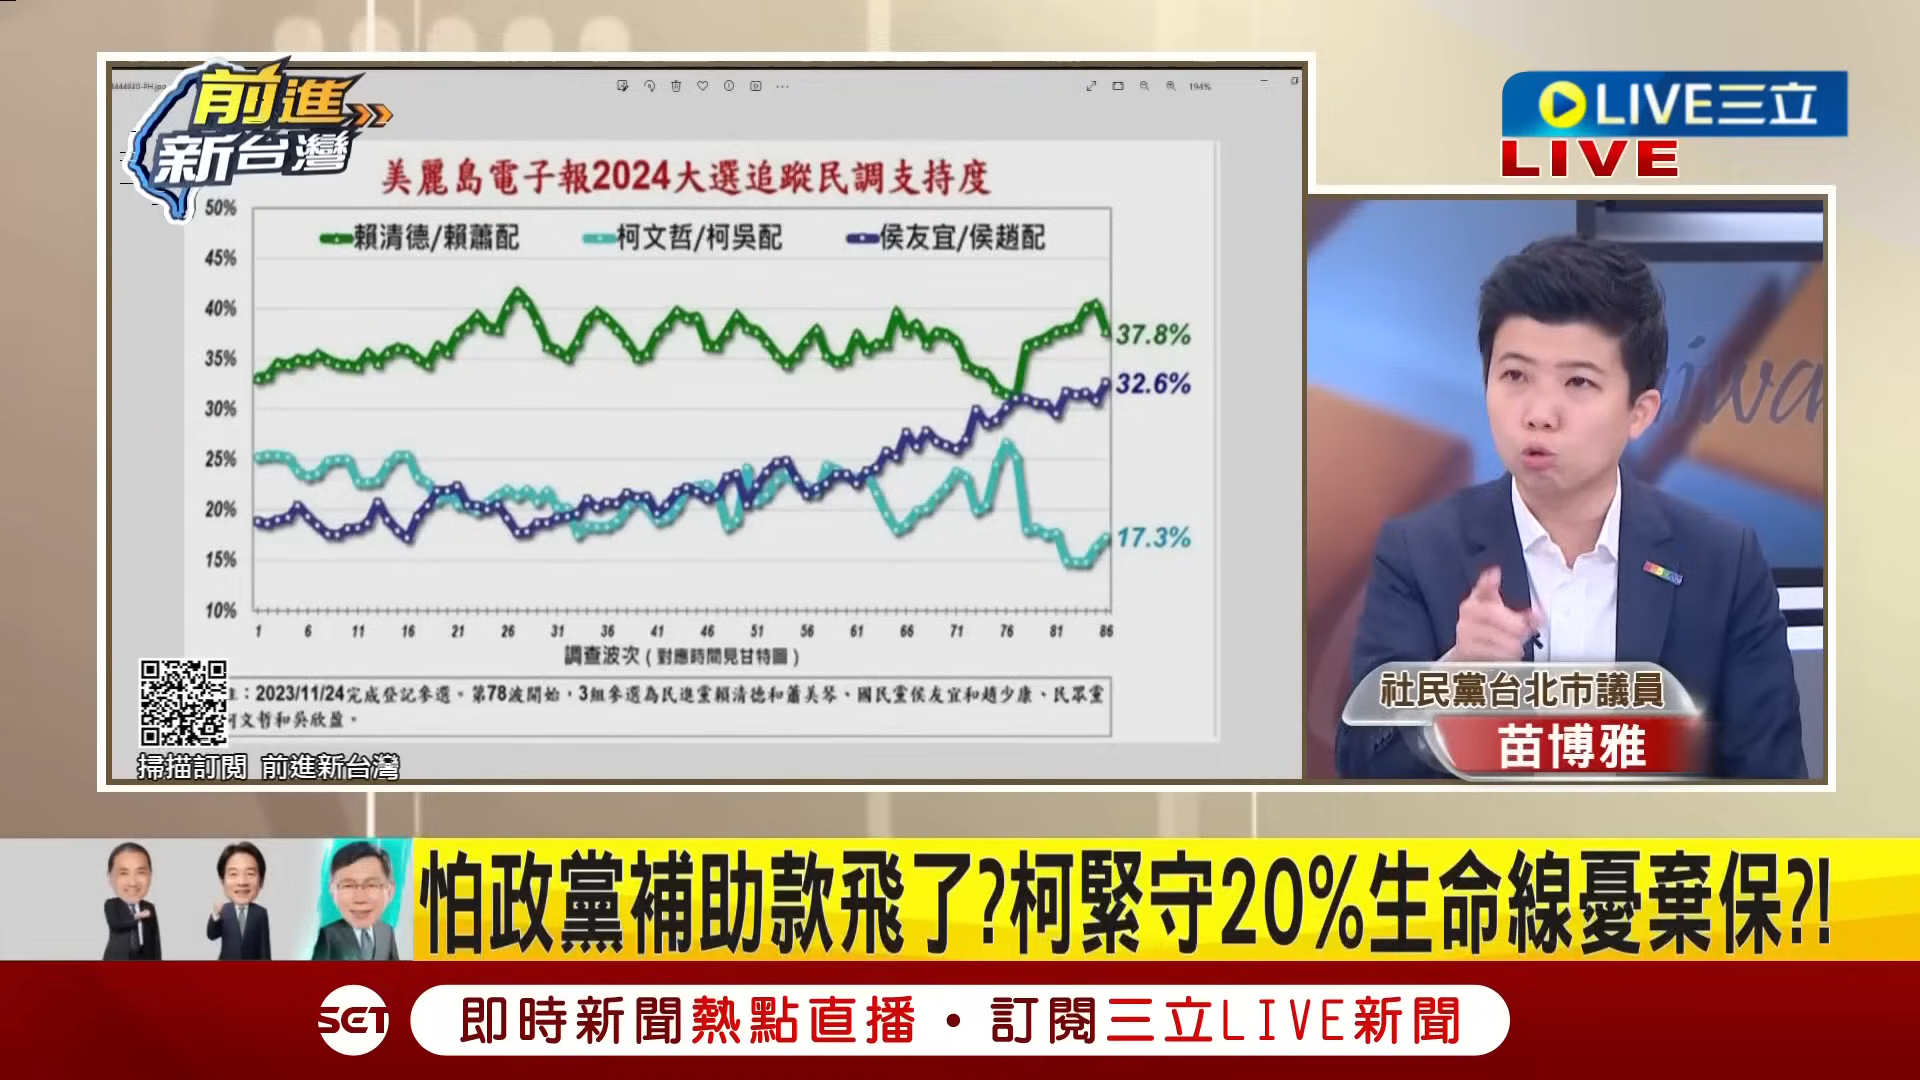 前進
新台灣
194%
LIVE三立
LIVE
美麗島電子報2024大選追蹤民調支持度
賴清德/賴蕭配 柯文哲/柯吳配 侯友宜/侯趙配
50%
45%
40%
35%
30%
25%
20%
15%
10%
37.8%
32.6%
17.3%
1 6 11 16 21 26 31 36 41 46 51 56 61 66 71 76 81 86
調查波次(對應時間見甘特圖)
:2023/11/24完成登記參選。第78波開始,3組參選為民進黨賴清德和蕭美琴、國民黨侯友宜和趙少康、民眾黨
柯文哲和吳欣盈。
掃描訂閱 前進新台灣
社民黨台北市議員
苗博雅
怕政黨補助款飛了?柯緊守20%生命線憂棄保?!
SET
即時新聞熱點直播・訂閱三立LIVE新聞